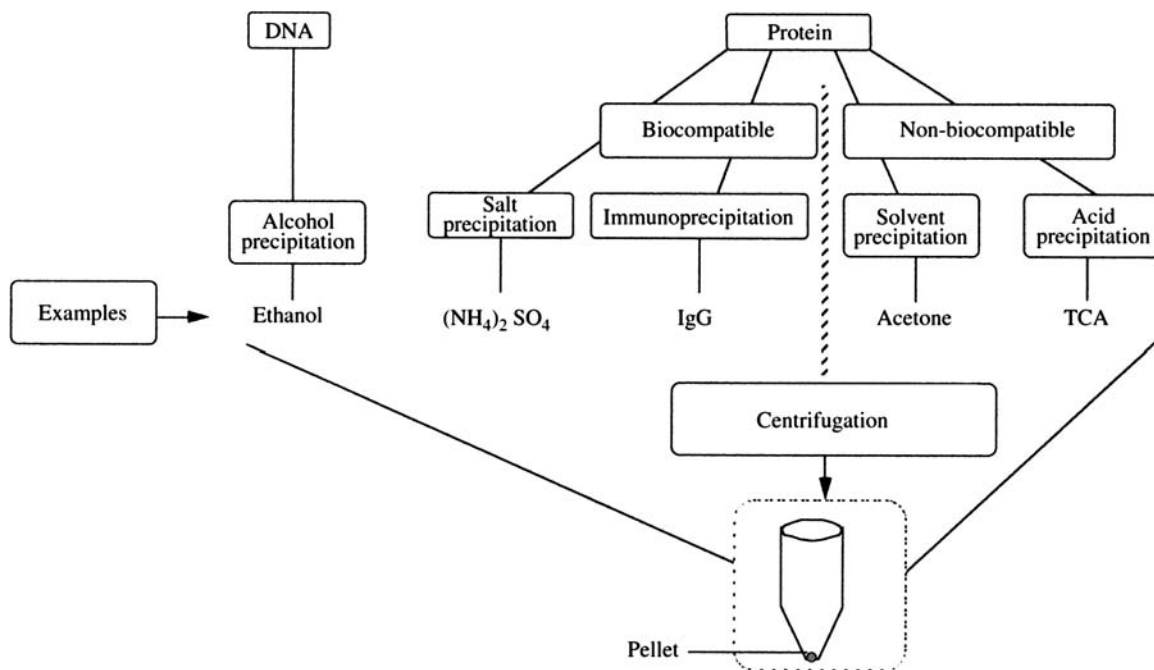 DNA
Protein
Biocompatible
Non-biocompatible
Alcohol
precipitation
Salt
precipitation
Immunoprecipitation
Solvent
precipitation
Acid
precipitation
Examples
Ethanol
(NH4)2 SO4
IgG
Acetone
TCA
Centrifugation
Pellet